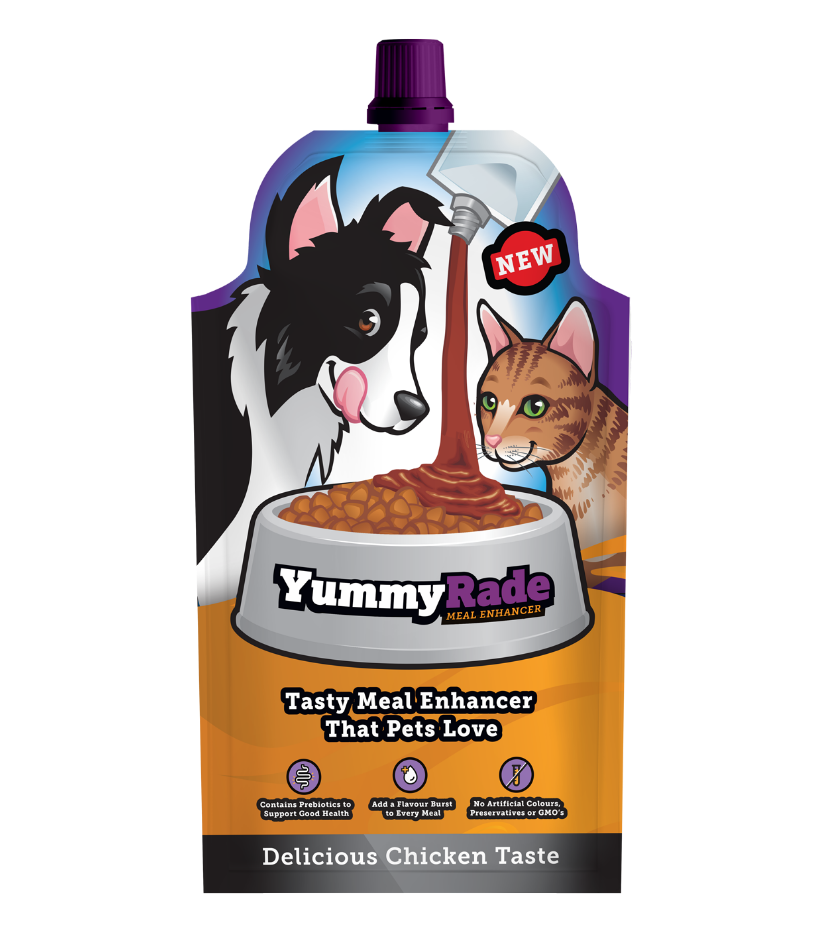 NEW
YummyRade
MEAL ENHANCER
Tasty Meal Enhancer
That Pets Love
Contains Prebiotics to
Support Good Health
Add a Flavour Burst
to Every Meal
No Artificial Colours,
Preservatives or GMO's
Delicious Chicken Taste